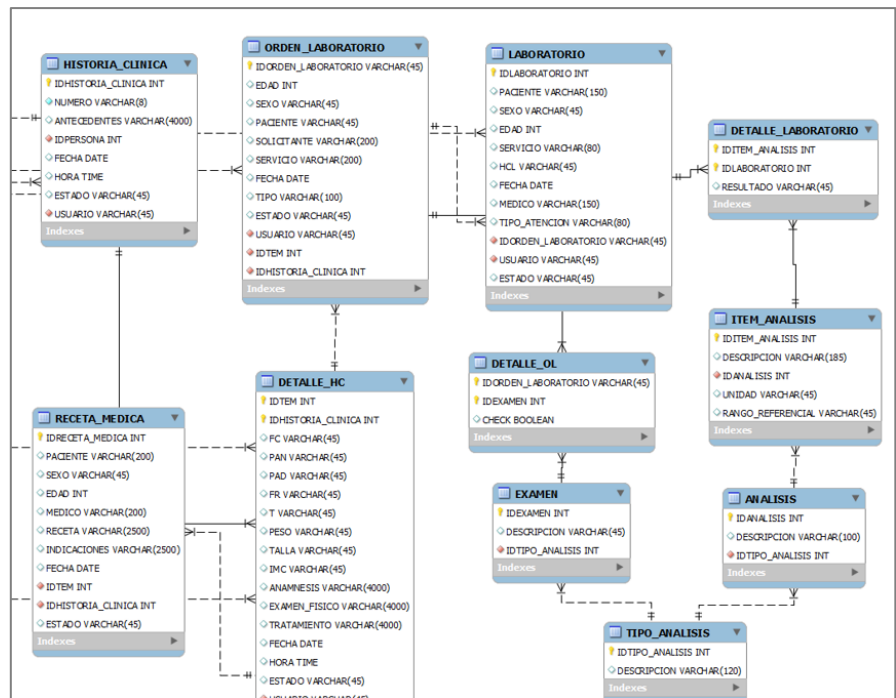 HISTORIA_CLINICA
IDHISTORIA_CLINICA INT
NUMERO VARCHAR(8)
ANTECEDENTES VARCHAR(4000)
IDPERSONA INT
FECHA DATE
HORA TIME
ESTADO VARCHAR(45)
USUARIO VARCHAR(45)
Indexes
ORDEN_LABORATORIO
IDORDEN_LABORATORIO VARCHAR(45)
EDAD INT
SEXO VARCHAR(45)
PACIENTE VARCHAR(45)
SOLICITANTE VARCHAR(200)
SERVICIO VARCHAR(200)
FECHA DATE
TIPO VARCHAR(100)
ESTADO VARCHAR(45)
USUARIO VARCHAR(45)
IDTEM INT
IDHISTORIA_CLINICA INT
Indexes
LABORATORIO
IDLABORATORIO INT
PACIENTE VARCHAR(150)
SEXO VARCHAR(45)
EDAD INT
SERVICIO VARCHAR(80)
HCL VARCHAR(45)
FECHA DATE
MEDICO VARCHAR(150)
TIPO_ATENCION VARCHAR(80)
IDORDEN_LABORATORIO VARCHAR(45)
USUARIO VARCHAR(45)
ESTADO VARCHAR(45)
Indexes
DETALLE_LABORATORIO
IDITEM_ANALISIS INT
IDLABORATORIO INT
RESULTADO VARCHAR(45)
Indexes
RECETA_MEDICA
IDRECETA_MEDICA INT
PACIENTE VARCHAR(200)
SEXO VARCHAR(45)
EDAD INT
MEDICO VARCHAR(200)
RECETA VARCHAR(2500)
INDICACIONES VARCHAR(2500)
FECHA DATE
IDTEM INT
IDHISTORIA_CLINICA INT
ESTADO VARCHAR(45)
Indexes
DETALLE_HC
IDTEM INT
IDHISTORIA_CLINICA INT
FC VARCHAR(45)
PAN VARCHAR(45)
PAD VARCHAR(45)
FR VARCHAR(45)
T VARCHAR(45)
PESO VARCHAR(45)
TALLA VARCHAR(45)
IMC VARCHAR(45)
ANAMNESIS VARCHAR(4000)
EXAMEN_FISICO VARCHAR(4000)
TRATAMIENTO VARCHAR(4000)
FECHA DATE
HORA TIME
ESTADO VARCHAR(45)
USUARIO VARCHAR(45)
DETALLE_OL
IDORDEN_LABORATORIO VARCHAR(45)
IDEXAMEN INT
CHECK BOOLEAN
Indexes
ITEM_ANALISIS
IDITEM_ANALISIS INT
DESCRIPCION VARCHAR(185)
IDANALISIS INT
UNIDAD VARCHAR(45)
RANGO_REFERENCIAL VARCHAR(45)
Indexes
EXAMEN
IDEXAMEN INT
DESCRIPCION VARCHAR(45)
IDTIPO_ANALISIS INT
Indexes
ANALISIS
IDANALISIS INT
DESCRIPCION VARCHAR(100)
IDTIPO_ANALISIS INT
Indexes
TIPO_ANALISIS
IDTIPO_ANALISIS INT
DESCRIPCION VARCHAR(120)